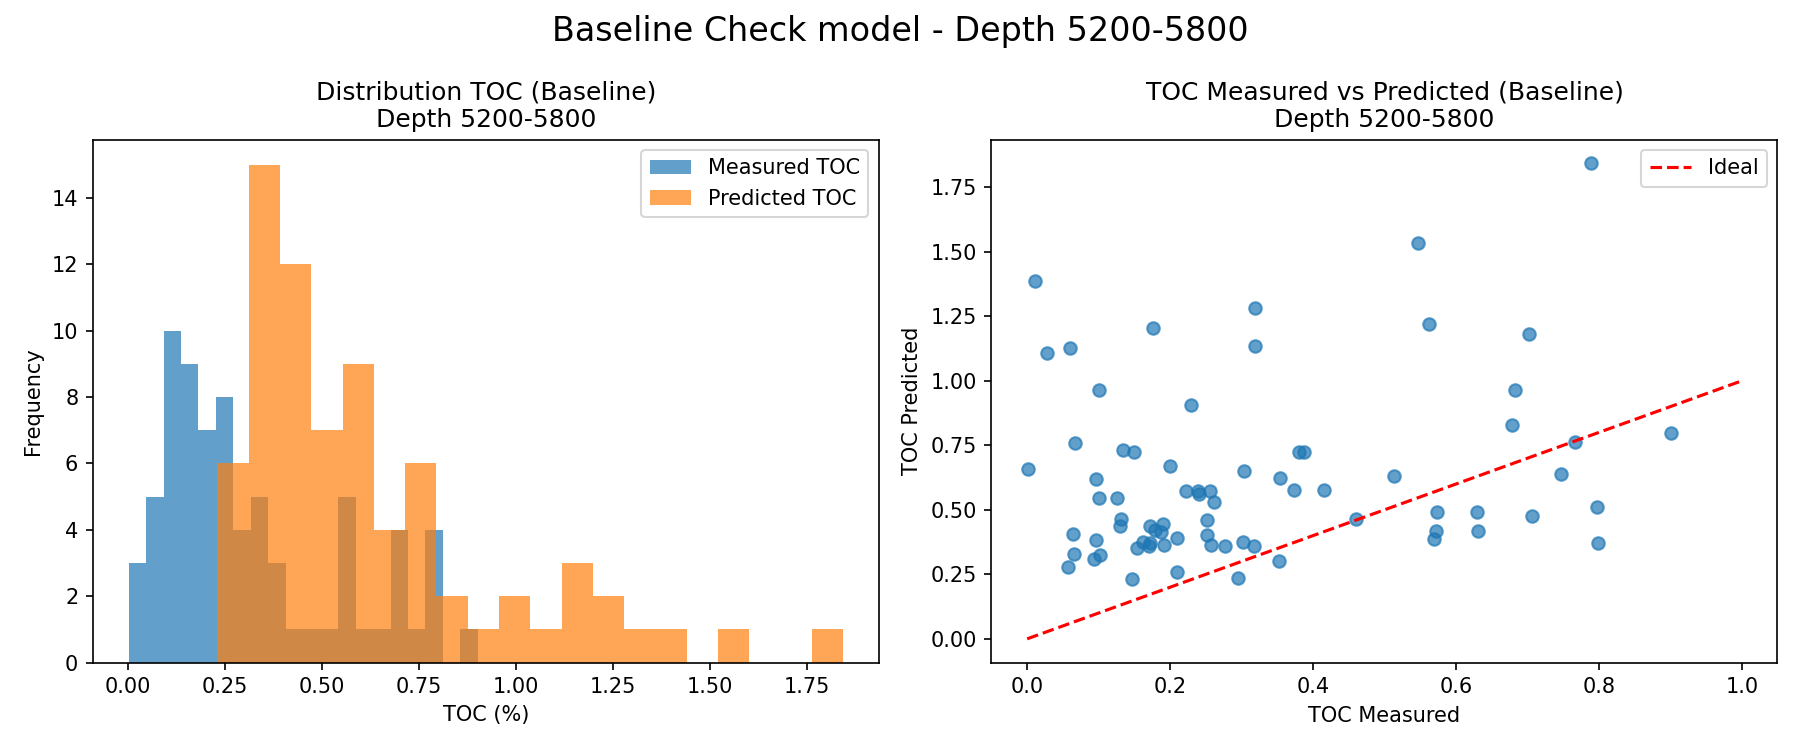 Baseline Check model - Depth 5200-5800
Distribution TOC (Baseline)
Depth 5200-5800
Measured TOC
Predicted TOC
Frequency
14
12
10
8
6
4
2
0
0.00 0.25 0.50 0.75 1.00 1.25 1.50 1.75
TOC (%)
TOC Measured vs Predicted (Baseline)
Depth 5200-5800
Ideal
TOC Predicted
1.75
1.50
1.25
1.00
0.75
0.50
0.25
0.00
0.0 0.2 0.4 0.6 0.8 1.0
TOC Measured